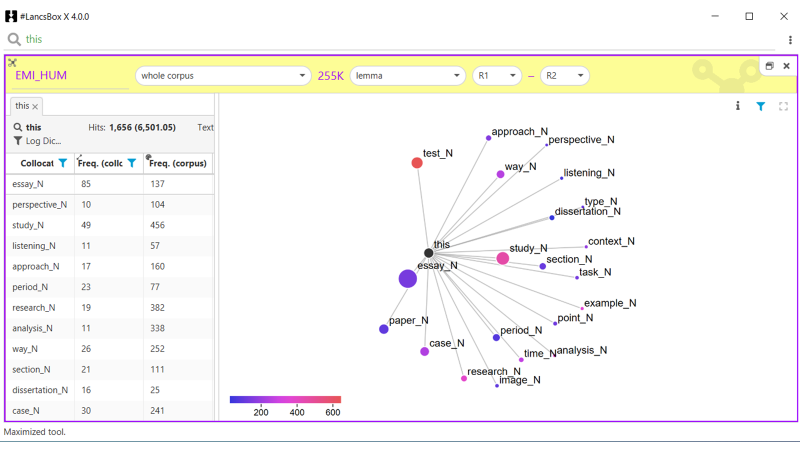 #LancsBox X 4.0.0
this
EMI_HUM
whole corpus
255K
lemma
R1
–
R2
this ×
this
Hits: 1,656 (6,501.05)
Text
Log Dic...
Collocat
Freq. (collc
Freq. (corpus)
essay_N 85 137
perspective_N 10 104
study_N 49 456
listening_N 11 57
approach_N 17 160
period_N 23 77
research_N 19 382
analysis_N 11 338
way_N 26 252
section_N 21 111
dissertation_N 16 25
case_N 30 241
approach_N
perspective_N
test_N
way_N
listening_N
type_N
dissertation_N
this
context_N
study_N
section_N
essay_N
task_N
example_N
paper_N
point_N
period_N
case_N
time_N
analysis_N
research_N
image_N
200 400 600
Maximized tool.